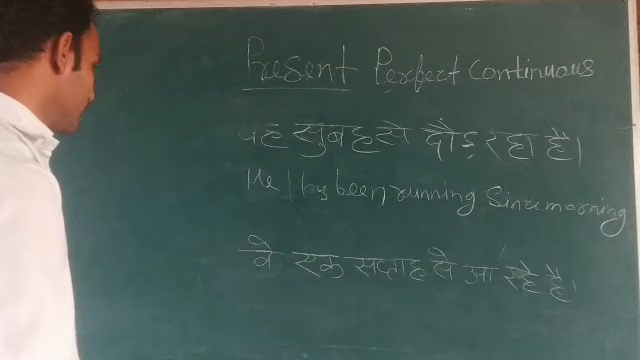 Present Perfect Continuous
वह सुबह से दौड़ रहा है।
He has been running Since morning
वे एक सप्ताह से आ रहे है।